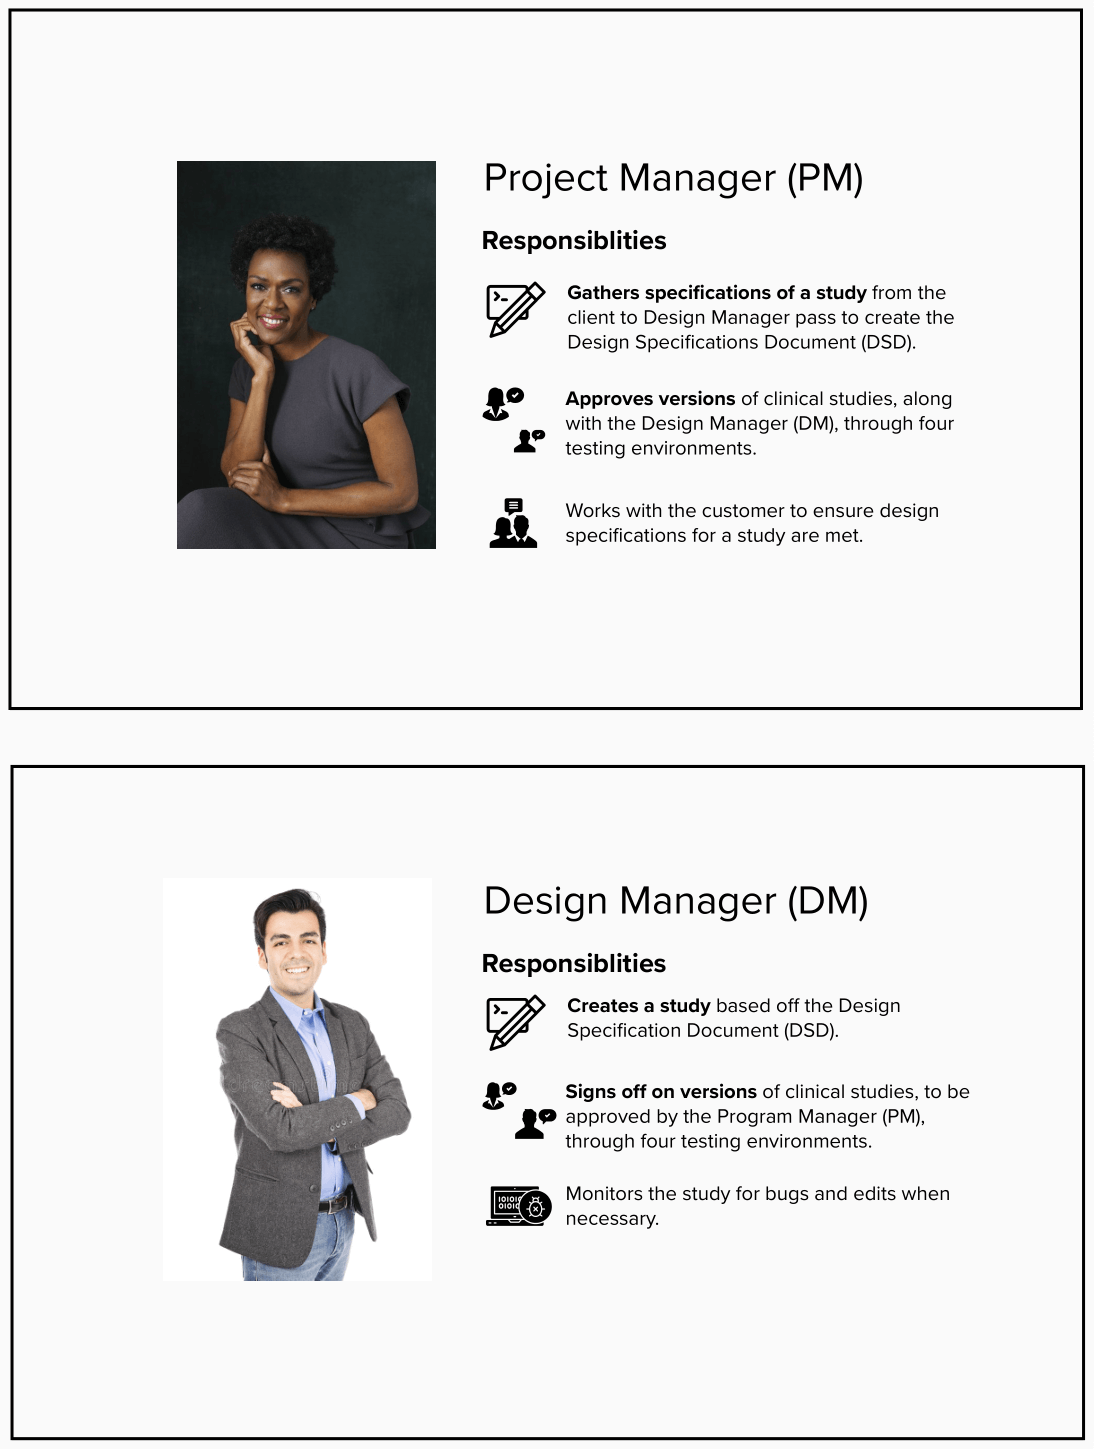 Project Manager (PM)
Responsiblities
Gathers specifications of a study from the
client to Design Manager pass to create the
Design Specifications Document (DSD).
Approves versions of clinical studies, along
with the Design Manager (DM), through four
testing environments.
Works with the customer to ensure design
specifications for a study are met.
Design Manager (DM)
Responsiblities
Creates a study based off the Design
Specification Document (DSD).
Signs off on versions of clinical studies, to be
approved by the Program Manager (PM),
through four testing environments.
Monitors the study for bugs and edits when
necessary.